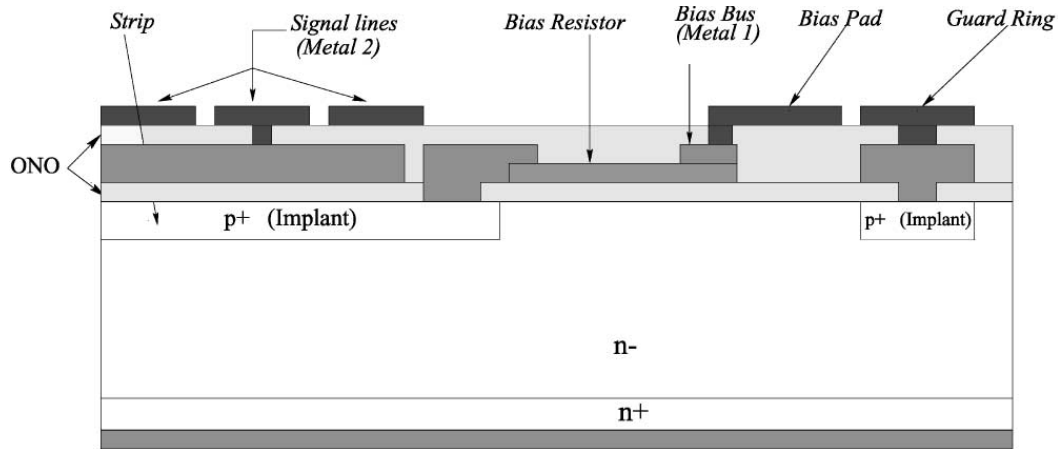 Strip
Signal lines
(Metal 2)
Bias Resistor
Bias Bus
(Metal 1)
Bias Pad
Guard Ring
ONO
p+ (Implant)
p+ (Implant)
n-
n+